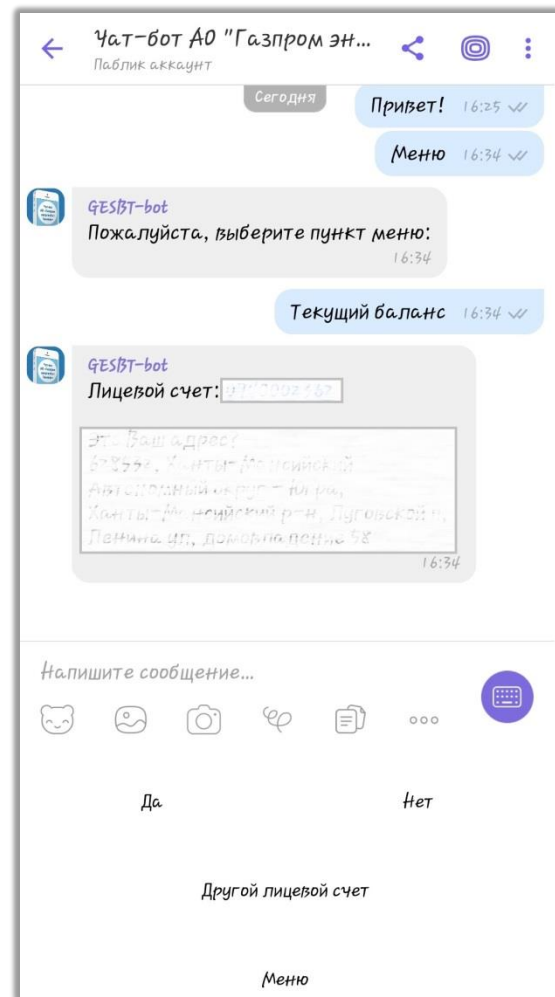 Чат-бот АО "Газпром эн...
Паблик аккаунт
Сегодня
Привет! 16:25
Меню 16:34
GESBT-bot
Пожалуйста, выберите пункт меню:
16:34
Текущий баланс 16:34
GESBT-bot
Лицевой счет:
16:34
Напишите сообщение...
Да Нет
Другой лицевой счет
Меню